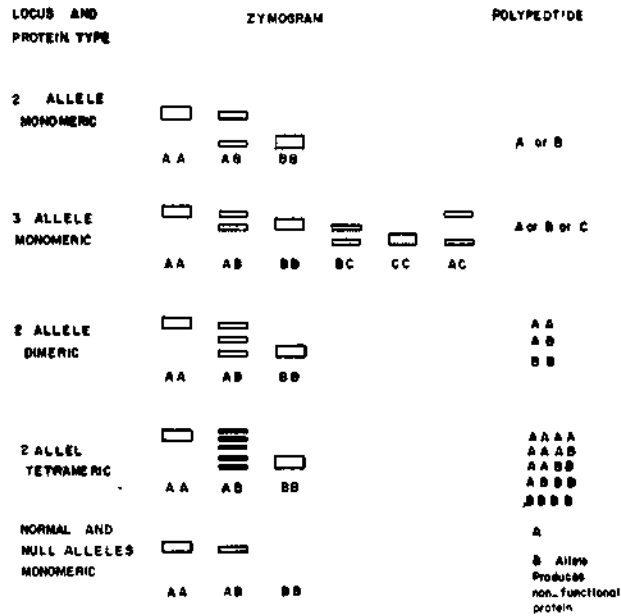 LOCUS AND
PROTEIN TYPE
ZYMOGRAM
POLYPEPTIDE
2 ALLELE
MONOMERIC
AA AB BB
A or B
3 ALLELE
MONOMERIC
AA AB BB BC CC AC
A or B or C
2 ALLELE
DIMERIC
AA AB BB
AA
AB
BB
2 ALLEL
TETRAMERIC
AA AB BB
AAAA
AAAB
AABB
ABBB
BBBB
NORMAL AND
NULL ALLELES
MONOMERIC
AA AB BB
A
B Allele
Produces
non-functional
protein